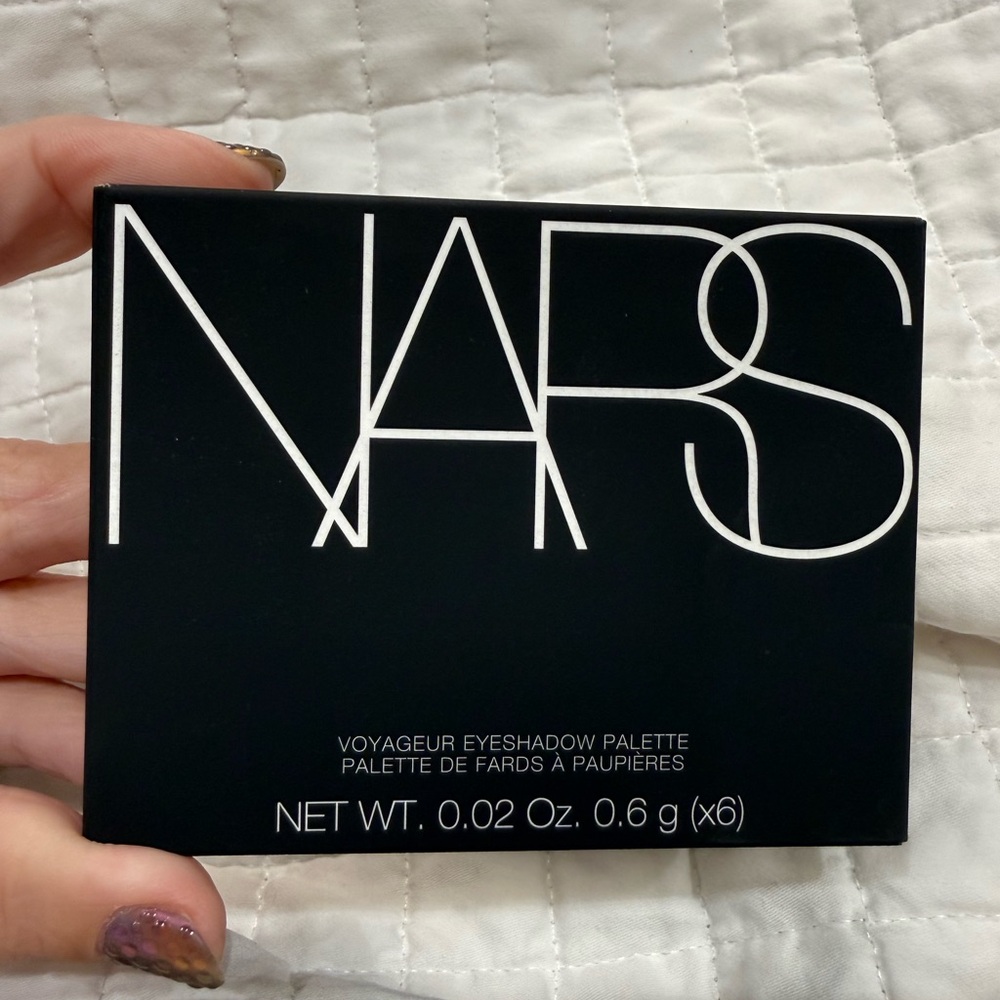 NARS
VOYAGEUR EYESHADOW PALETTE
PALETTE DE FARDS À PAUPIÈRES
NET WT. 0.02 Oz. 0.6 g (x6)